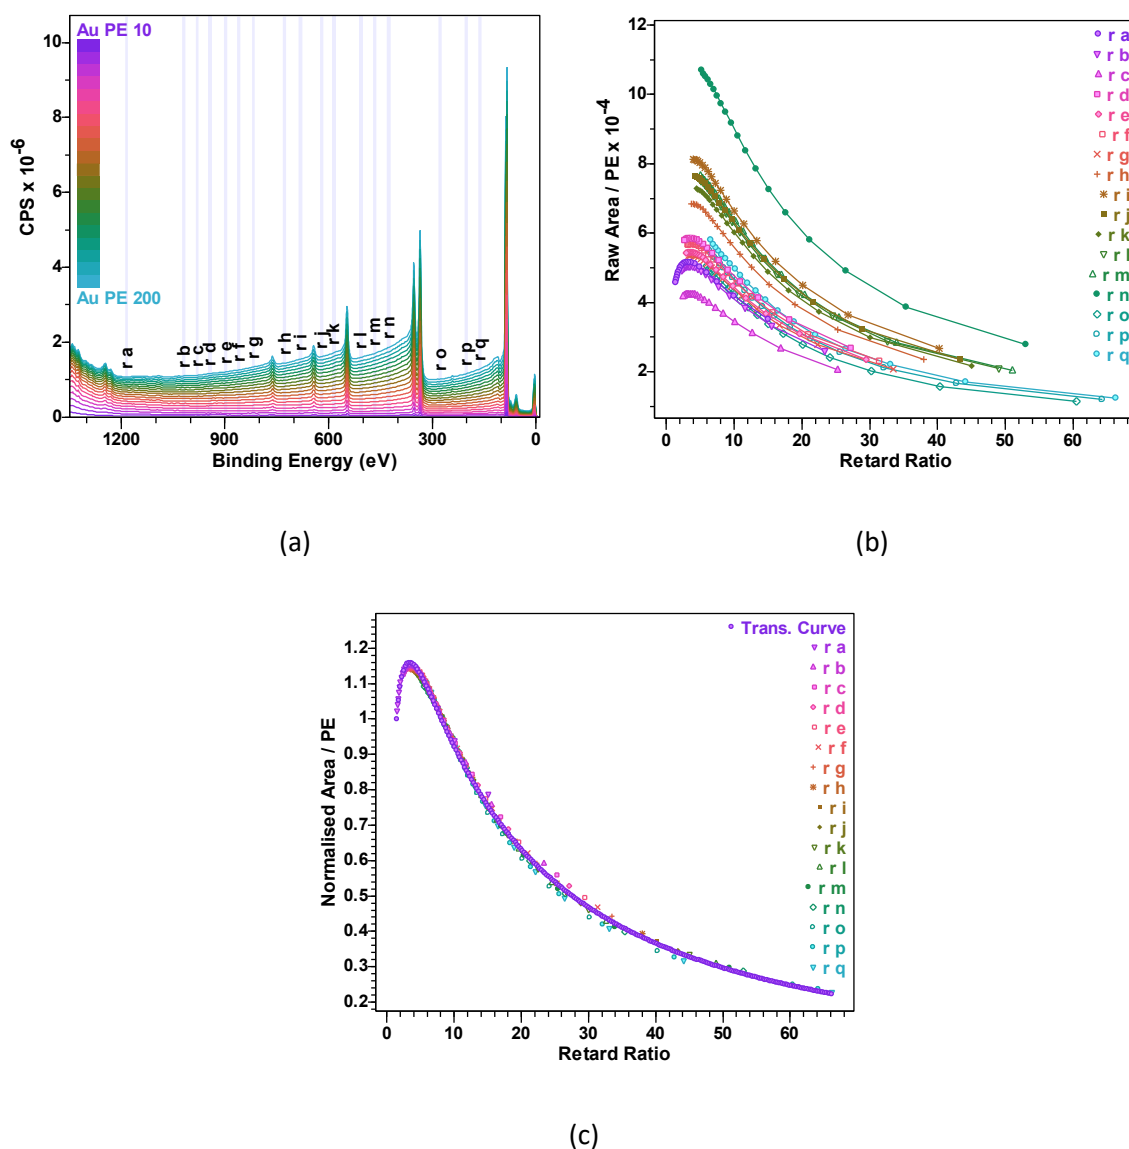 Au PE 10
10
8
6
4
2
0
CPS x 10^-6
Au PE 200
r a
r b
r c
r d
r e
r f
r g
r h
r i
r j
r k
r l
r m
r n
r o
r p
r q
1200 900 600 300 0
Binding Energy (eV)
(a)
12
10
8
6
4
2
Raw Area / PE x 10^-4
r a
r b
r c
r d
r e
r f
r g
r h
r i
r j
r k
r l
r m
r n
r o
r p
r q
0 10 20 30 40 50 60
Retard Ratio
(b)
1.2
1.1
1
0.9
0.8
0.7
0.6
0.5
0.4
0.3
0.2
Normalised Area / PE
Trans. Curve
r a
r b
r c
r d
r e
r f
r g
r h
r i
r j
r k
r l
r m
r n
r o
r p
r q
0 10 20 30 40 50 60
Retard Ratio
(c)